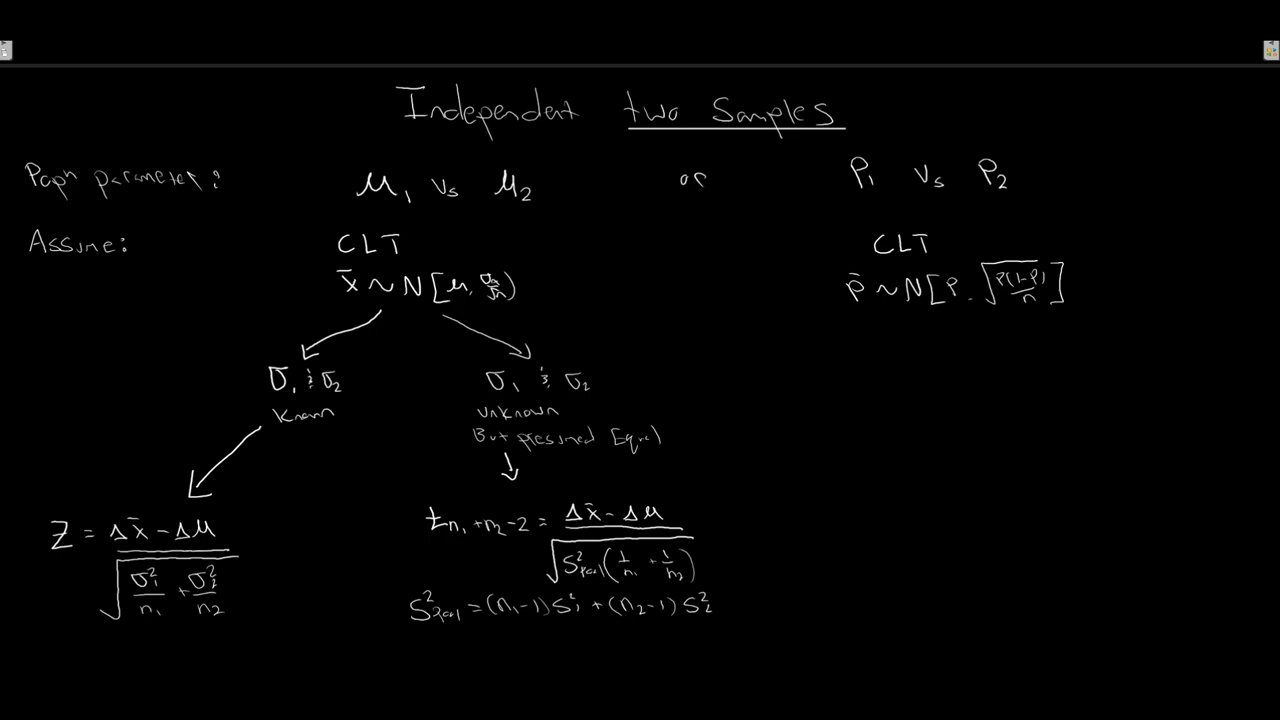 Independent two Samples
Popⁿ parameter: μ₁ vs μ₂ or P₁ vs P₂
Assume: CLT CLT
x̄ ~ N[μ, σₓ/√n) p̄ ~ N[P, √(P(1-P)/n)]
σ₁ & σ₂ σ₁ & σ₂
Known Unknown
But presumed Equal
Z = Δx̄ - Δμ / √(σ₁²/n₁ + σ₂²/n₂) t n₁+n₂-2 = Δx̄ - Δμ / √(S²pool(1/n₁ + 1/n₂))
S²pool = (n₁-1)S₁² + (n₂-1)S₂²